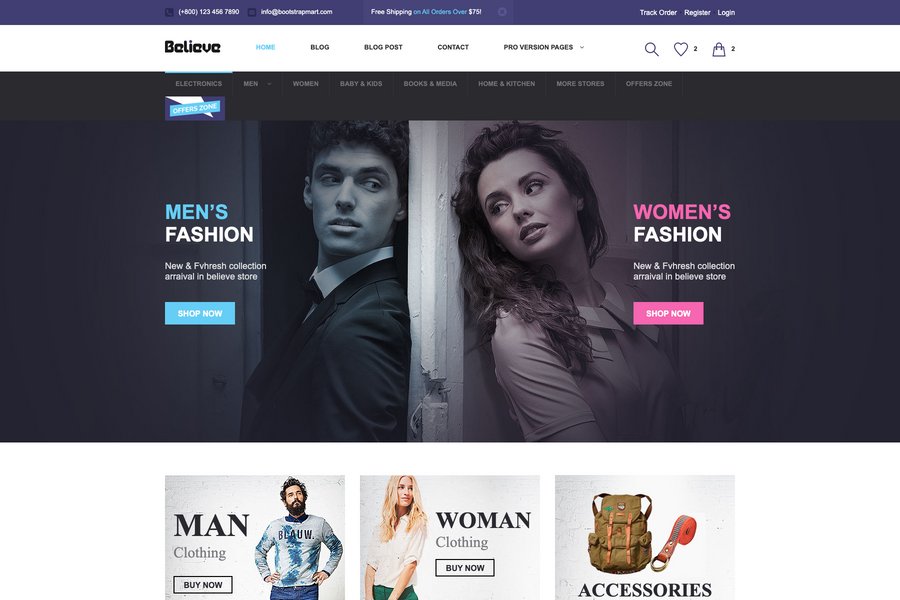 (+800) 123 456 7890 info@bootstrapmart.com Free Shipping on All Orders Over $75! Track Order Register Login
Believe HOME BLOG BLOG POST CONTACT PRO VERSION PAGES 2 2
ELECTRONICS MEN WOMEN BABY & KIDS BOOKS & MEDIA HOME & KITCHEN MORE STORES OFFERS ZONE
OFFERS ZONE
MEN'S
FASHION
New & Fvhresh collection
arraival in believe store
SHOP NOW
WOMEN'S
FASHION
New & Fvhresh collection
arraival in believe store
SHOP NOW
MAN
Clothing
BUY NOW
BLAUW.
WOMAN
Clothing
BUY NOW
ACCESSORIES